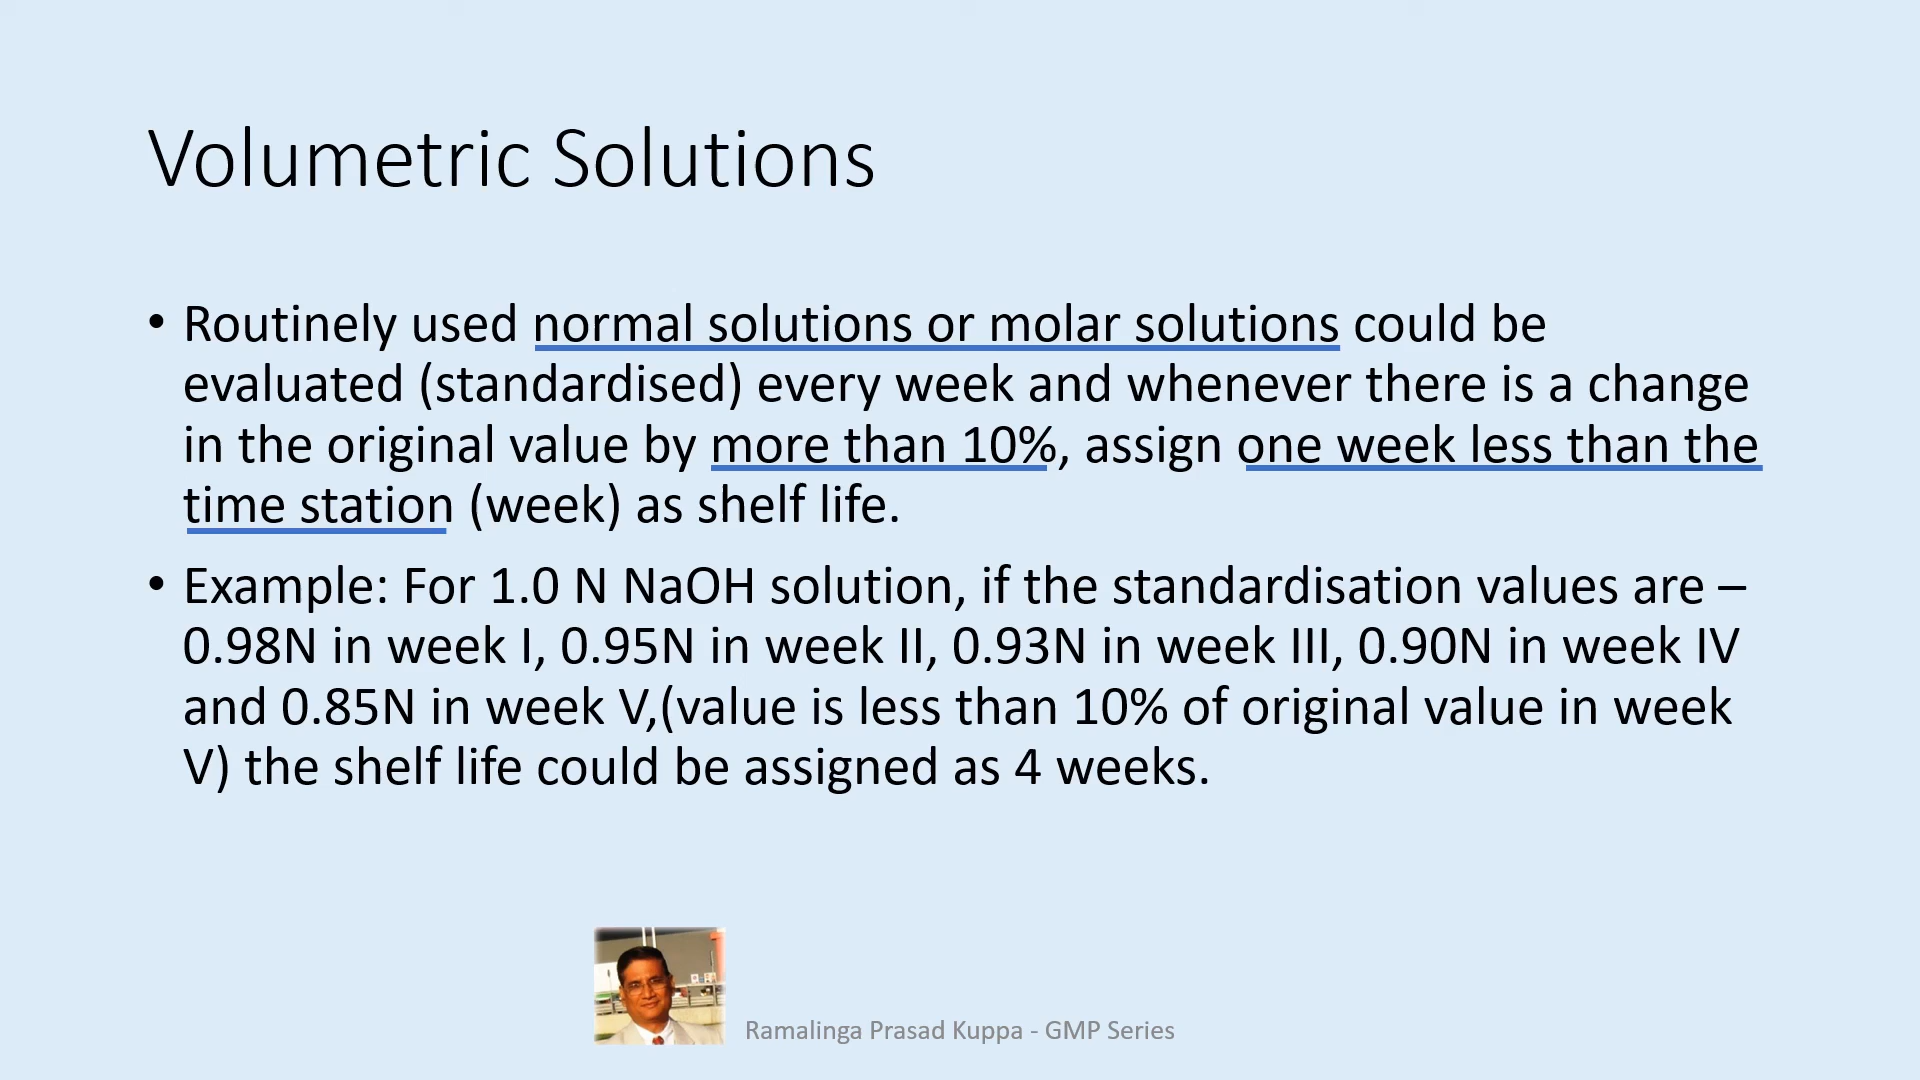 Volumetric Solutions
• Routinely used normal solutions or molar solutions could be
evaluated (standardised) every week and whenever there is a change
in the original value by more than 10%, assign one week less than the
time station (week) as shelf life.
• Example: For 1.0 N NaOH solution, if the standardisation values are –
0.98N in week I, 0.95N in week II, 0.93N in week III, 0.90N in week IV
and 0.85N in week V,(value is less than 10% of original value in week
V) the shelf life could be assigned as 4 weeks.
Ramalinga Prasad Kuppa - GMP Series